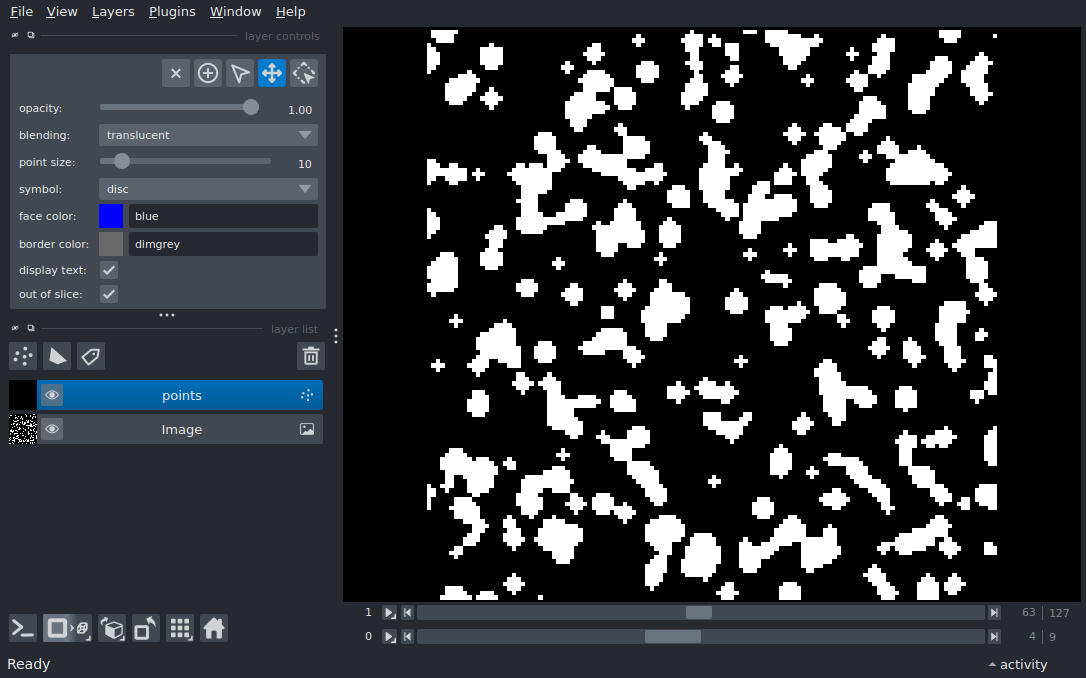 File View Layers Plugins Window Help
layer controls
opacity: 1.00
blending: translucent
point size: 10
symbol: disc
face color: blue
border color: dimgrey
display text:
out of slice:
layer list
points
Image
1 63 127
0 4 9
Ready activity